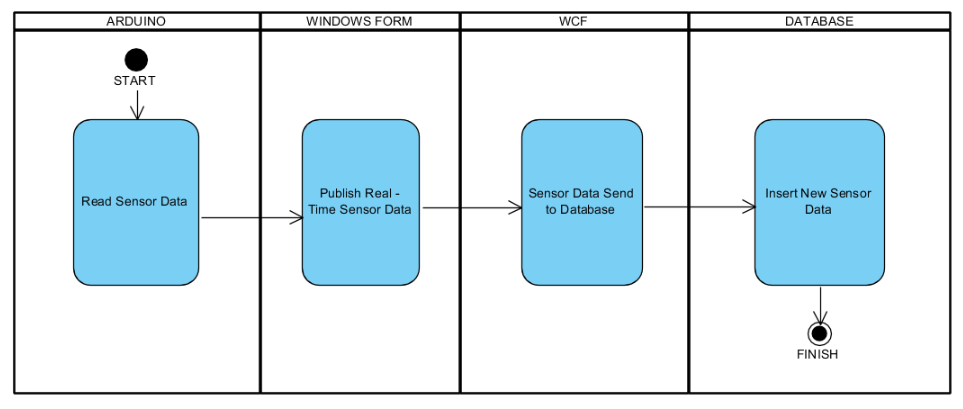 ARDUINO
WINDOWS FORM
WCF
DATABASE
START
Read Sensor Data
Publish Real -
Time Sensor Data
Sensor Data Send
to Database
Insert New Sensor
Data
FINISH